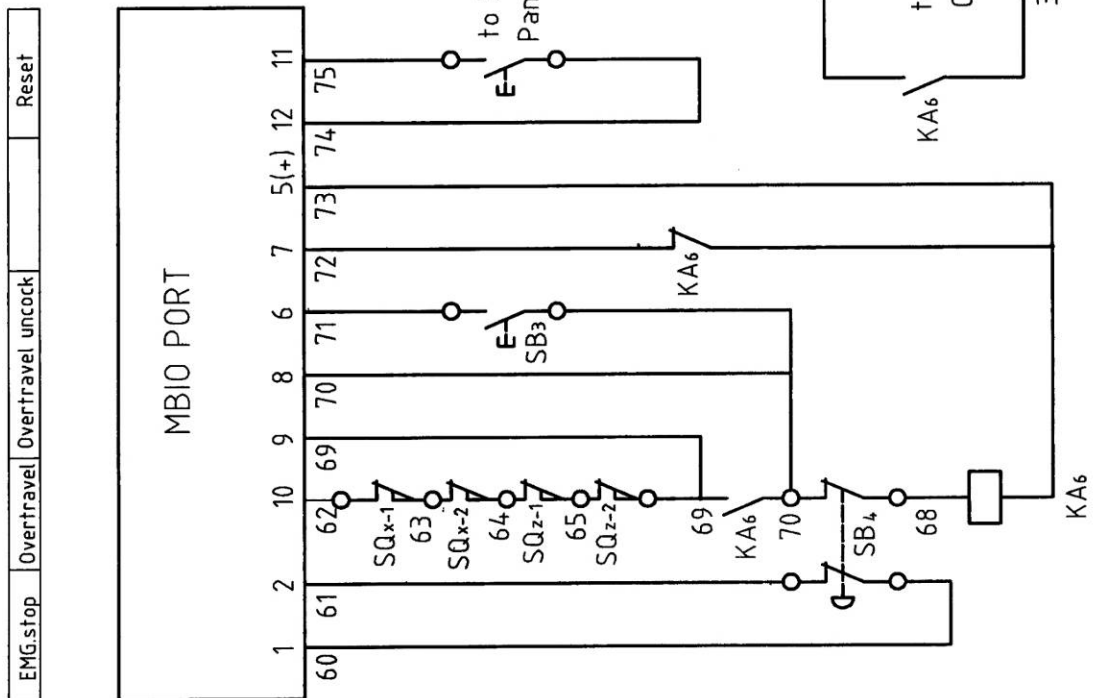 EMG.stop Overtravel Overtravel uncock Reset
MBIO PORT
1 2 10 9 8 6 7 5(+) 12 11
60 61 62 69 70 71 72 73 74 75
to
Pan
SQx-1
63
SQx-2
64
SQz-1
65
SQz-2
SB3
KA6
KA6
69
KA6
70
SB4
68
KA6